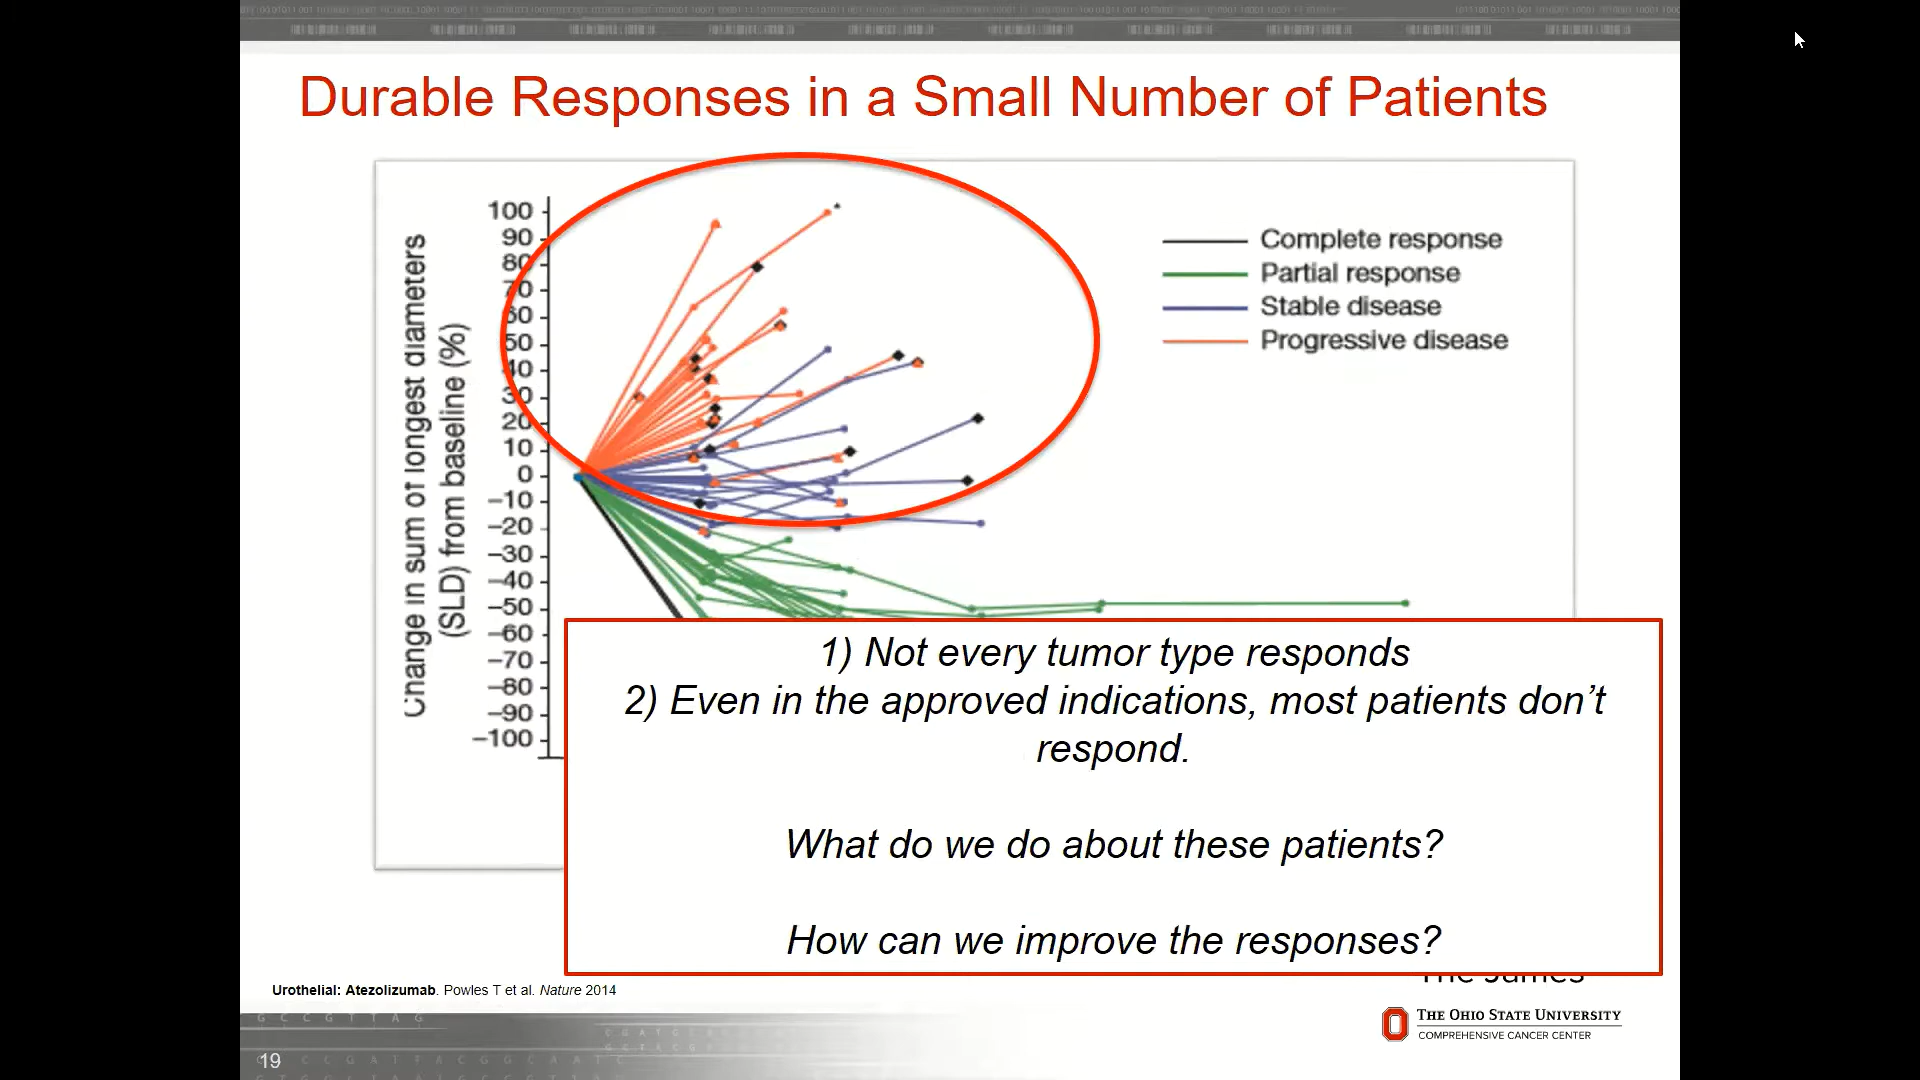 Durable Responses in a Small Number of Patients
Change in sum of longest diameters
(SLD) from baseline (%)
100
90
80
70
60
50
40
30
20
10
0
−10
−20
−30
−40
−50
−60
−70
−80
−90
−100
Complete response
Partial response
Stable disease
Progressive disease
1) Not every tumor type responds
2) Even in the approved indications, most patients don’t
respond.
What do we do about these patients?
How can we improve the responses?
The James
Urothelial: Atezolizumab. Powles T et al. Nature 2014
THE OHIO STATE UNIVERSITY
COMPREHENSIVE CANCER CENTER
G C C G T T A G
19